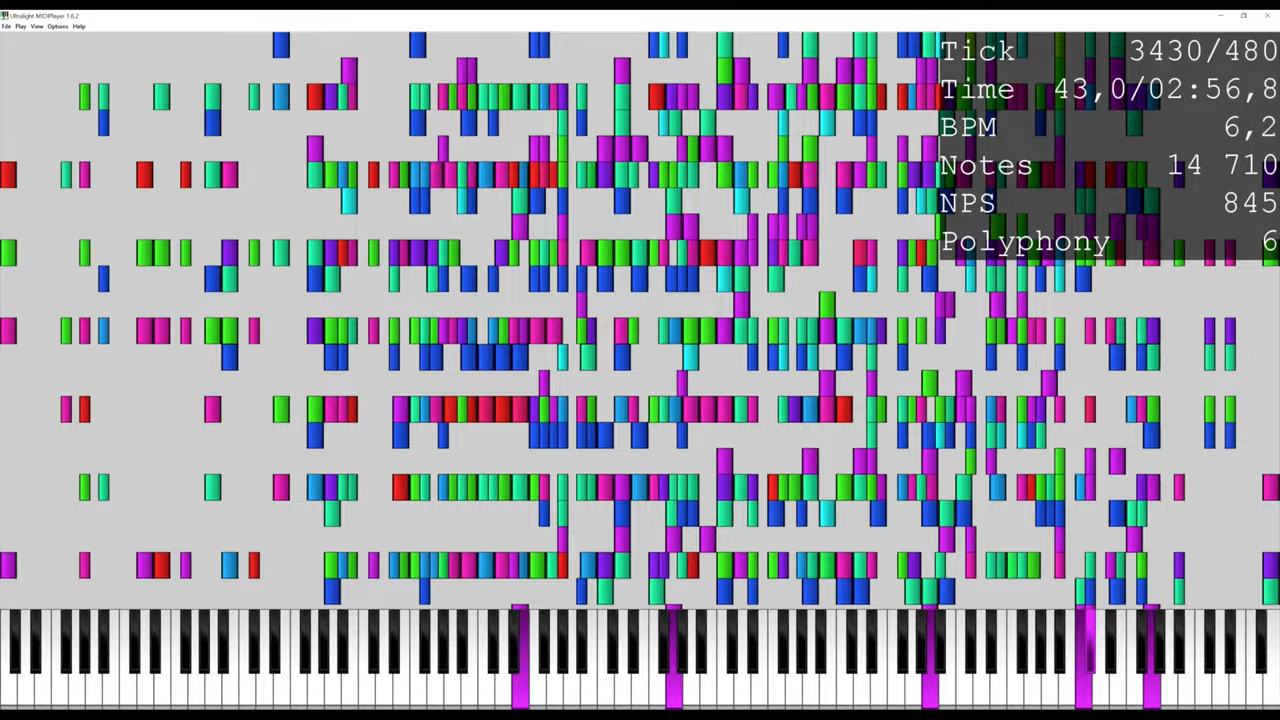 Ultralight MIDIPlayer 1.6.2
File Play View Options Help
Tick 3430/480
Time 43,0/02:56,8
BPM 6,2
Notes 14 710
NPS 845
Polyphony 6